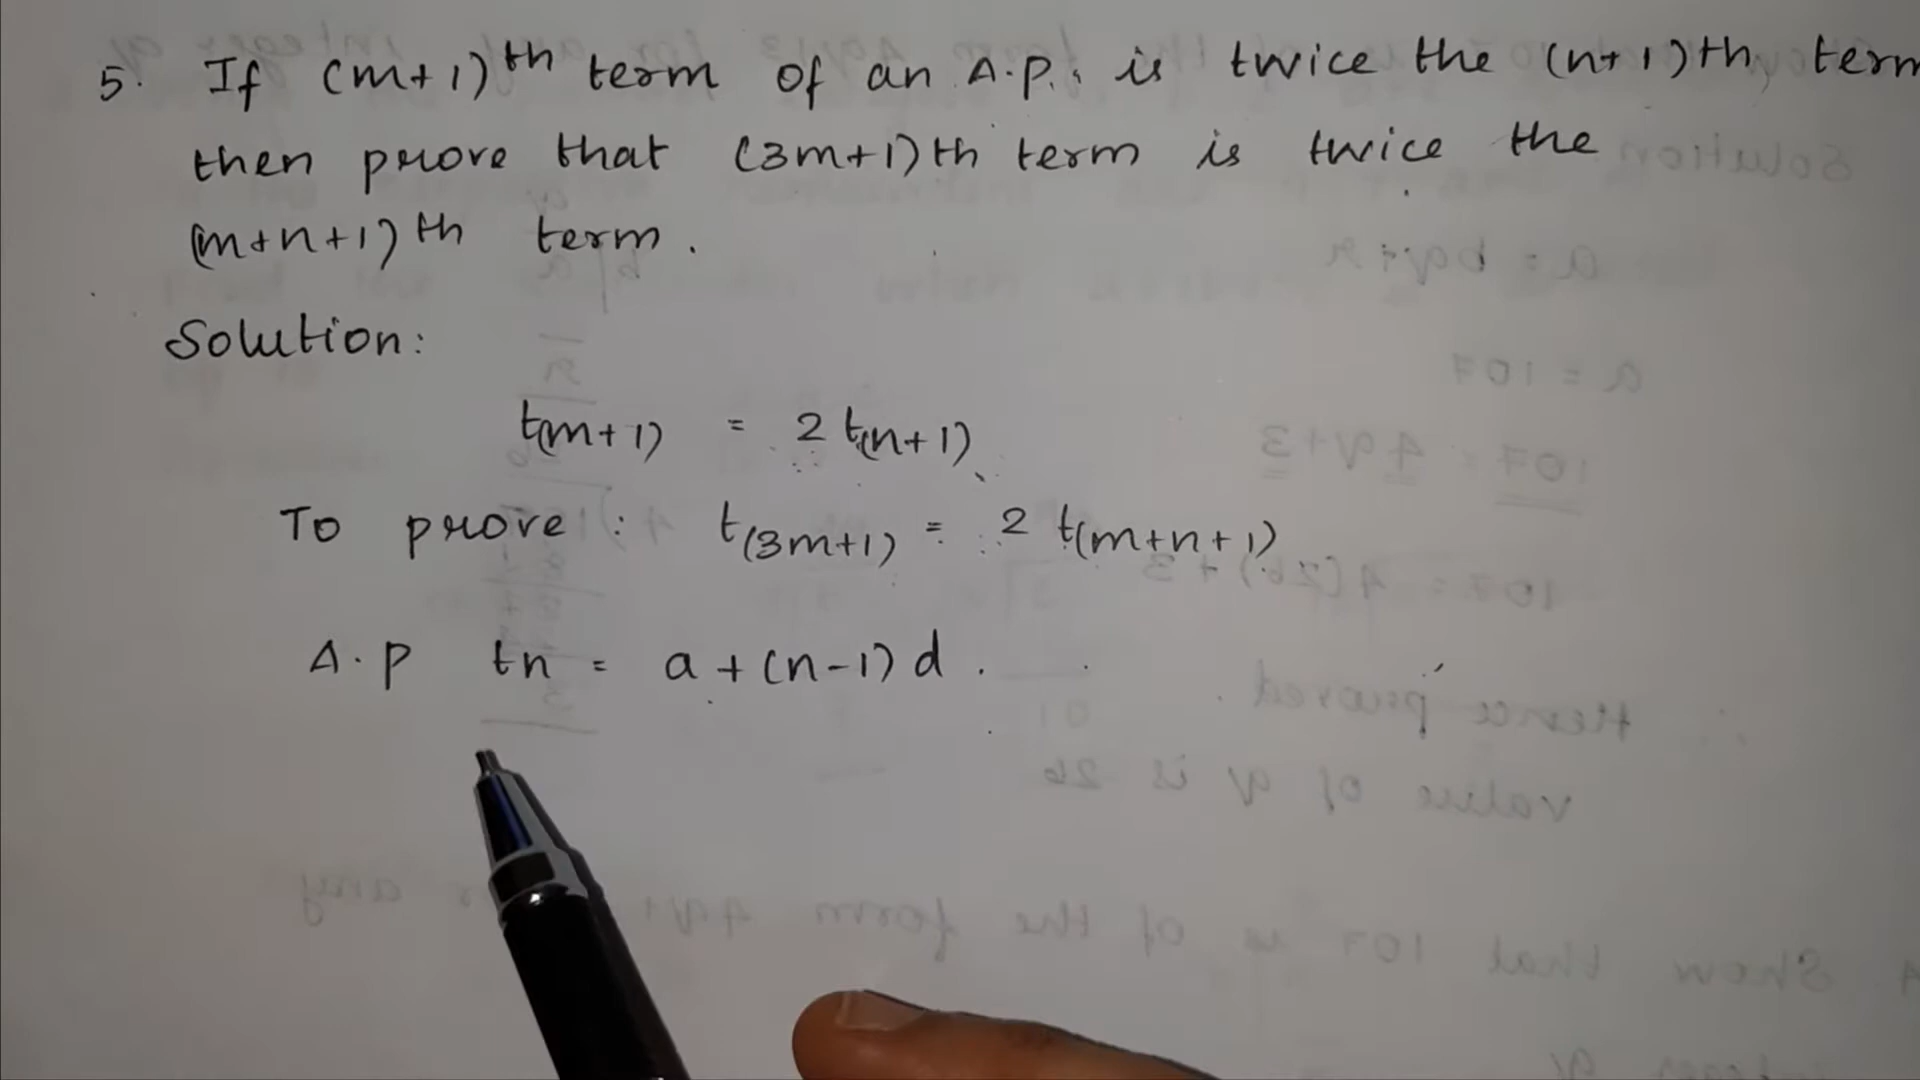 5. If (m+1)th term of an A.P. is twice the (n+1)th term
then prove that (3m+1)th term is twice the
(m+n+1)th term.
Solution:
t(m+1) = 2 t(n+1)
To prove : t(3m+1) = 2 t(m+n+1)
A.P tn = a+(n-1)d.